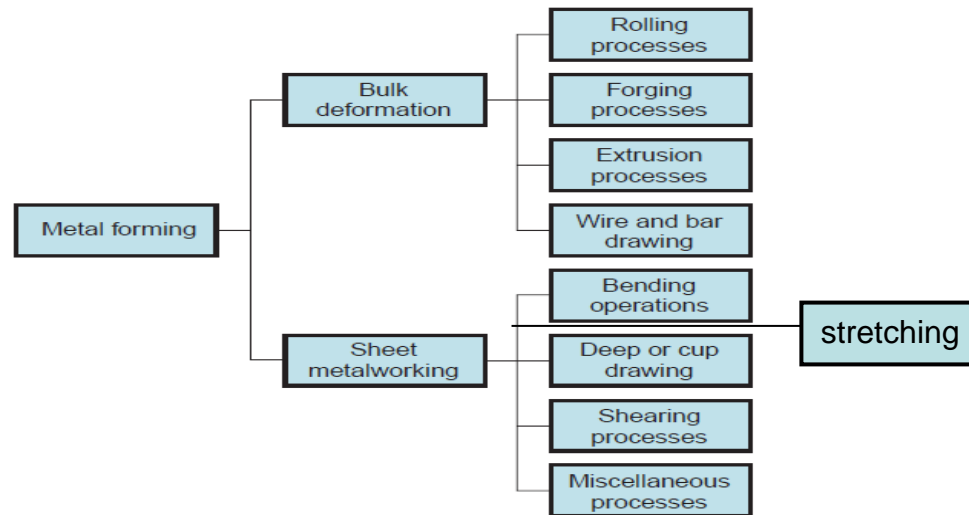 Rolling
processes
Bulk
deformation
Forging
processes
Extrusion
processes
Wire and bar
drawing
Metal forming
Bending
operations
stretching
Sheet
metalworking
Deep or cup
drawing
Shearing
processes
Miscellaneous
processes